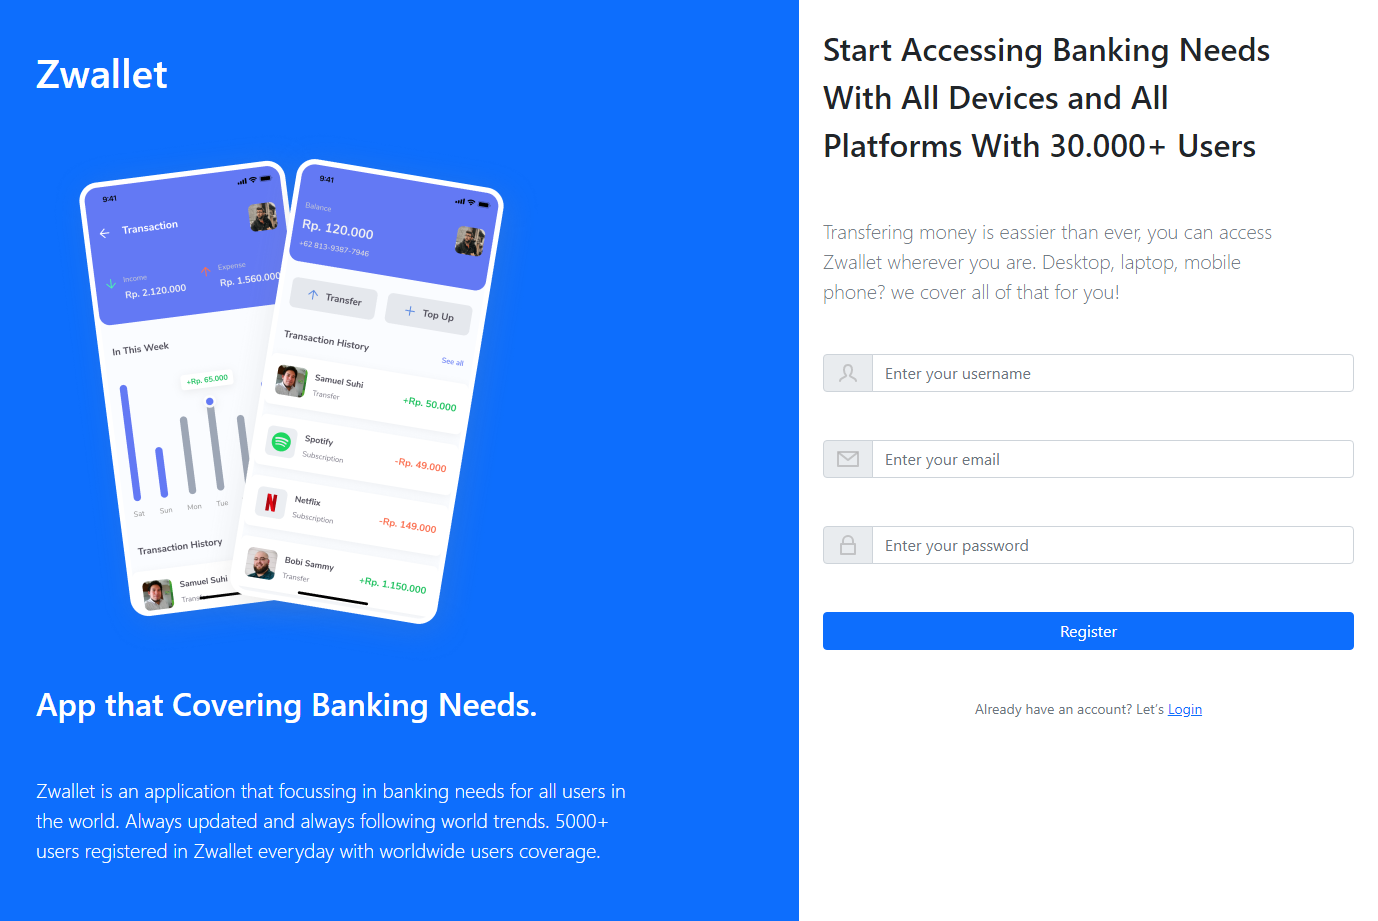 Zwallet
9:41
Transaction
Income
Rp. 2.120.000
Expense
Rp. 1.560.000
In This Week
+Rp. 65.000
Sat
Sun
Mon
Tue
Transaction History
Samuel Suhi
9:41
Balance
Rp. 120.000
+62 813-9387-7946
Transfer
Top Up
Transaction History
See all
Samuel Suhi
Transfer
+Rp. 50.000
Spotify
Subscription
-Rp. 49.000
Netflix
Subscription
-Rp. 149.000
Bobi Sammy
Transfer
+Rp. 1.150.000
App that Covering Banking Needs.
Zwallet is an application that focussing in banking needs for all users in
the world. Always updated and always following world trends. 5000+
users registered in Zwallet everyday with worldwide users coverage.
Start Accessing Banking Needs
With All Devices and All
Platforms With 30.000+ Users
Transfering money is eassier than ever, you can access
Zwallet wherever you are. Desktop, laptop, mobile
phone? we cover all of that for you!
Enter your username
Enter your email
Enter your password
Register
Already have an account? Let's Login